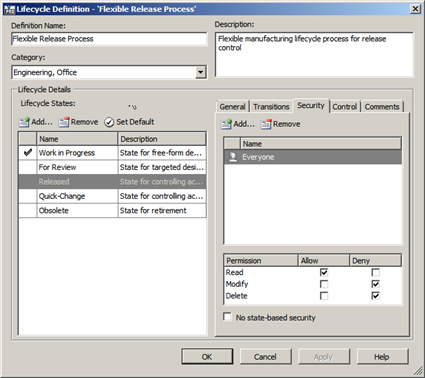 Lifecycle Definition - 'Flexible Release Process'
Definition Name:
Flexible Release Process
Description:
Flexible manufacturing lifecycle process for release
control
Category:
Engineering, Office
Lifecycle Details
Lifecycle States:
Add... Remove Set Default
Name Description
Work in Progress State for free-form de...
For Review State for targeted desi...
Released State for controlling ac...
Quick-Change State for controlling ac...
Obsolete State for retirement
General Transitions Security Control Comments
Add... Remove
Name
Everyone
Permission Allow Deny
Read
Modify
Delete
No state-based security
OK Cancel Apply Help